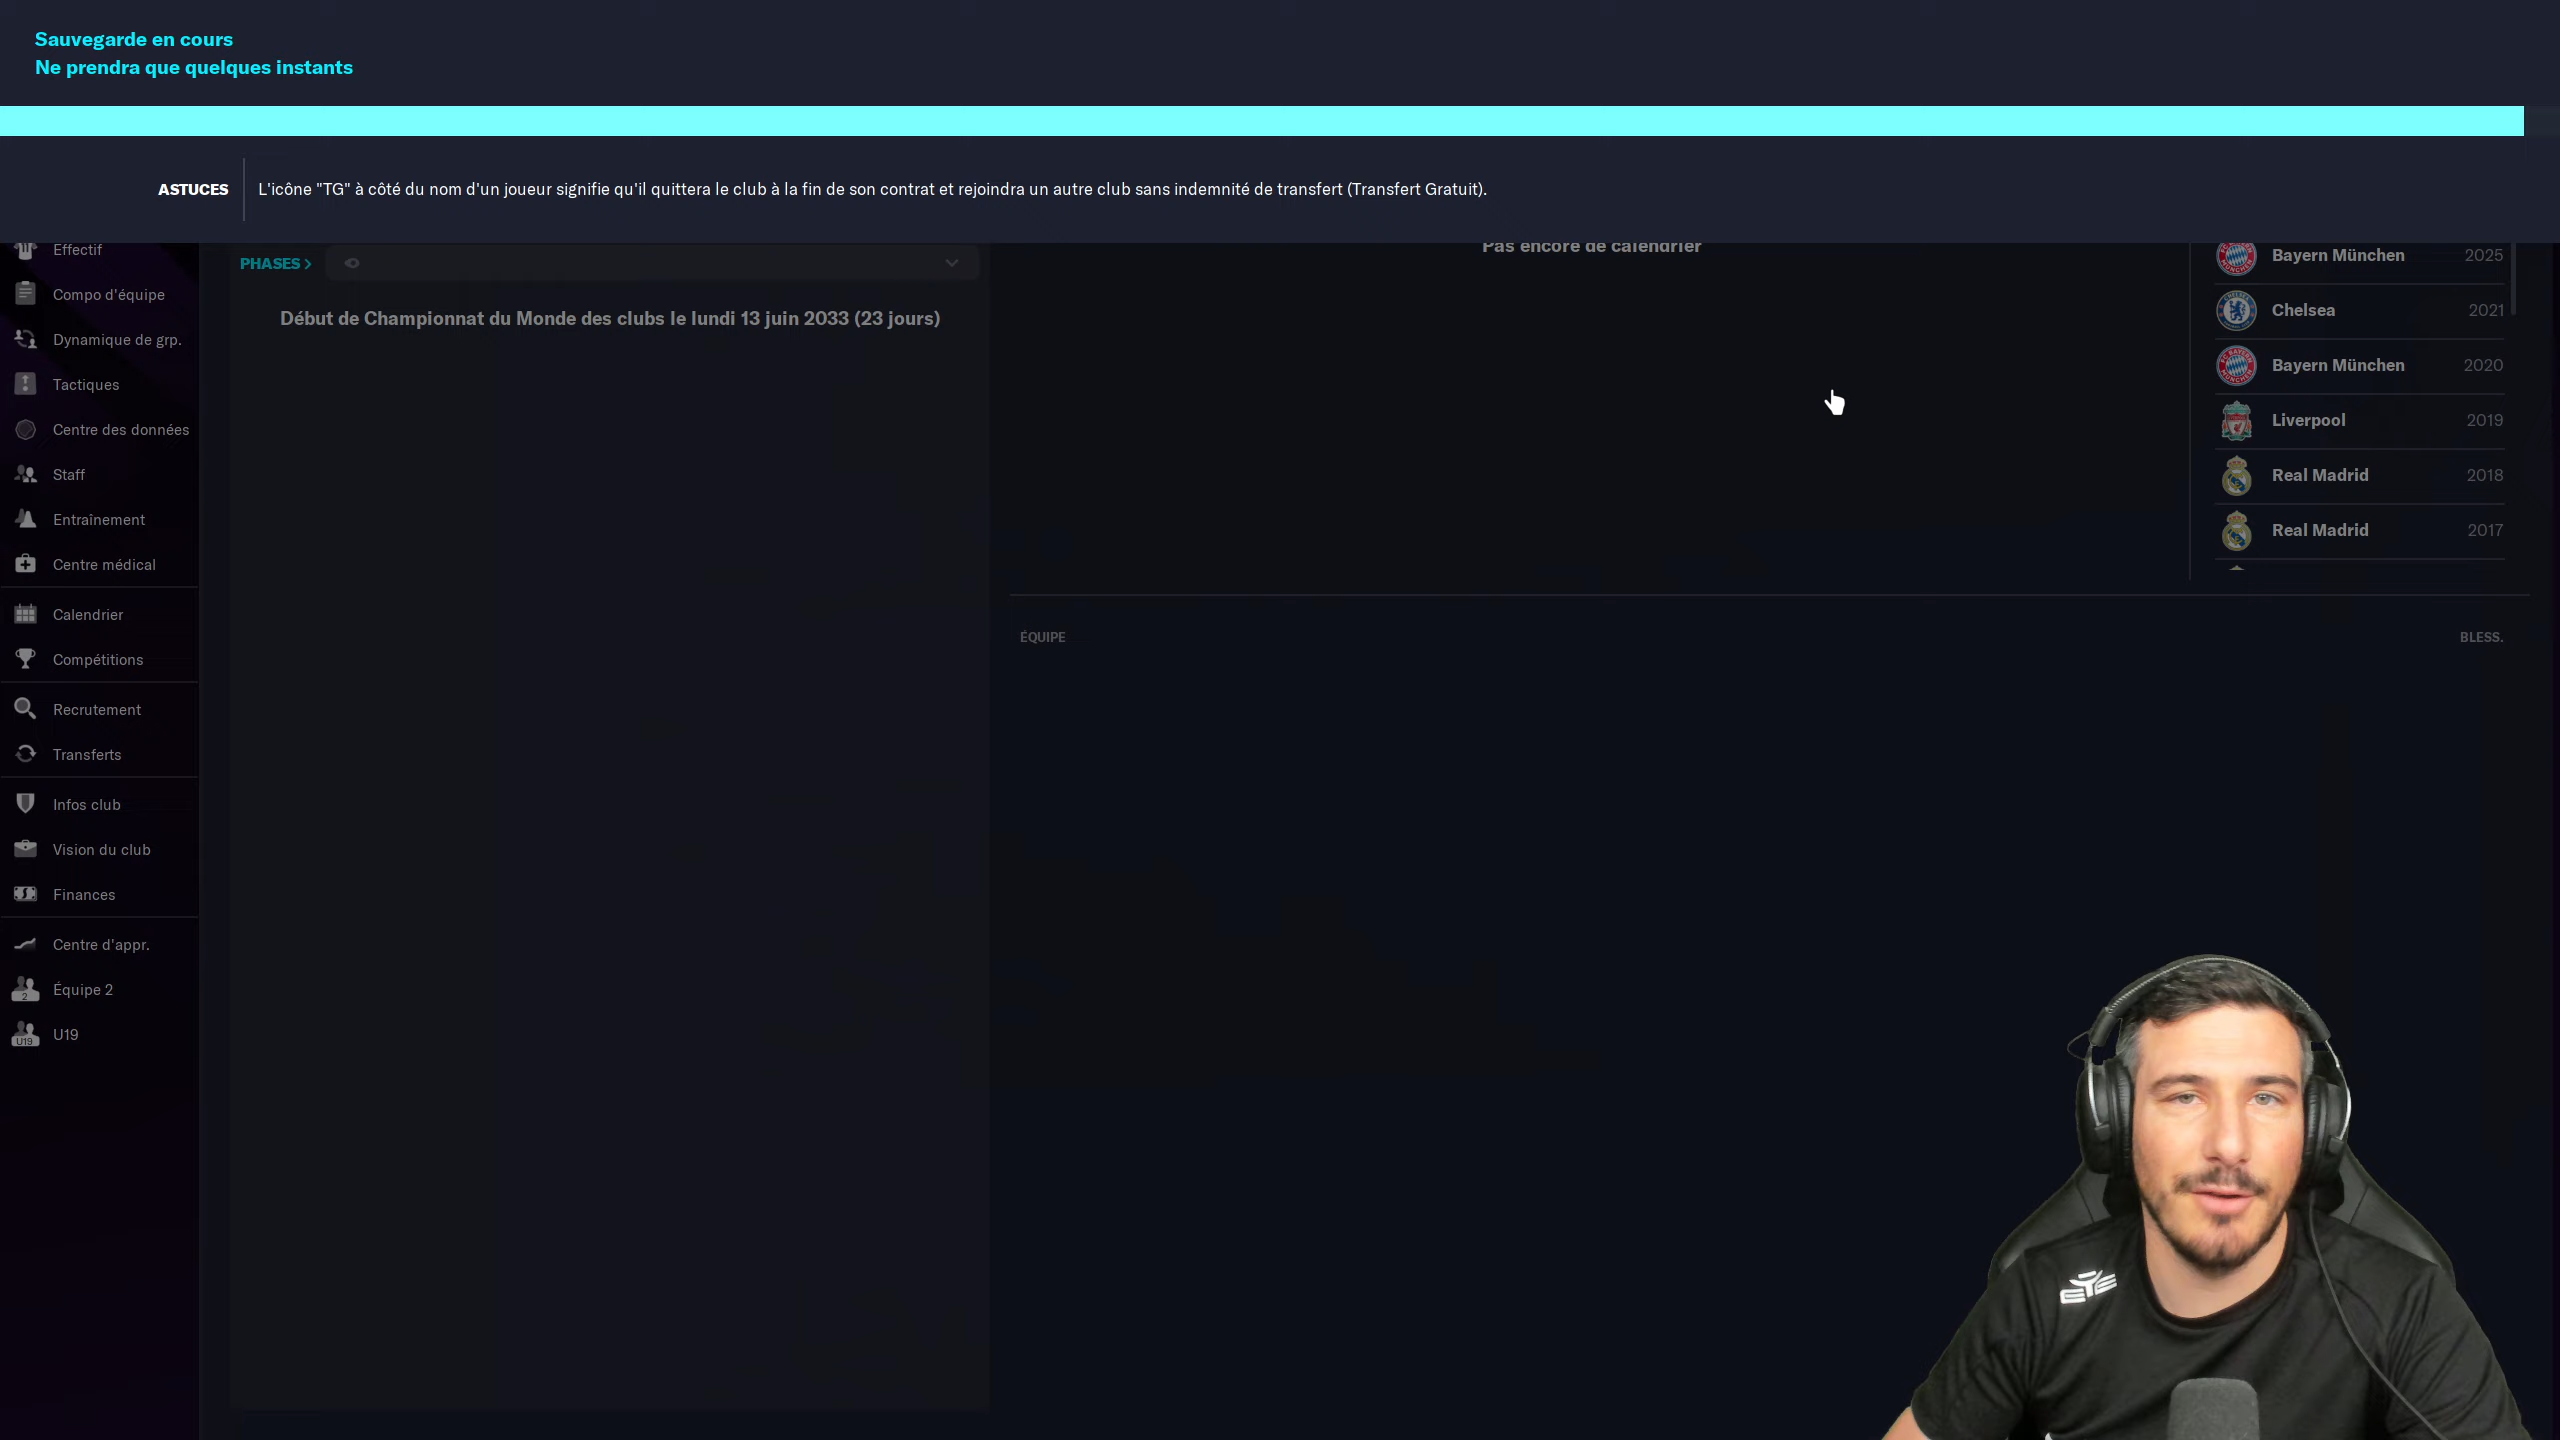 Sauvegarde en cours
Ne prendra que quelques instants
ASTUCES
L'icône "TG" à côté du nom d'un joueur signifie qu'il quittera le club à la fin de son contrat et rejoindra un autre club sans indemnité de transfert (Transfert Gratuit).
Effectif
Compo d'équipe
Dynamique de grp.
Tactiques
Centre des données
Staff
Entraînement
Centre médical
Calendrier
Compétitions
Recrutement
Transferts
Infos club
Vision du club
Finances
Centre d'appr.
2
Équipe 2
U19
U19
PHASES >
Début de Championnat du Monde des clubs le lundi 13 juin 2033 (23 jours)
Pas encore de calendrier
Bayern München 2025
Chelsea 2021
Bayern München 2020
Liverpool 2019
Real Madrid 2018
Real Madrid 2017
ÉQUIPE
BLESS.
EYE